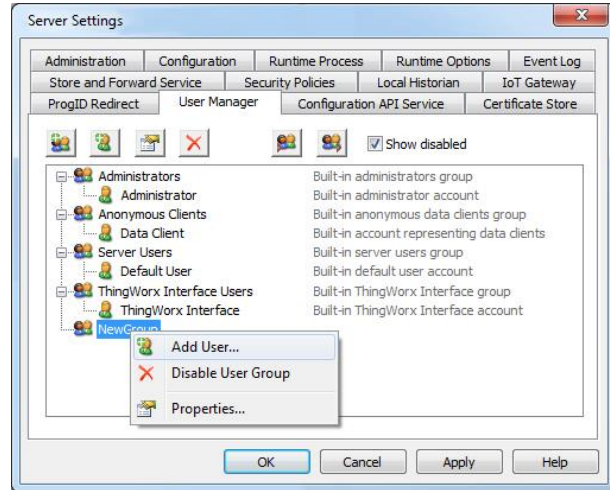 Server Settings
Administration Configuration Runtime Process Runtime Options Event Log
Store and Forward Service Security Policies Local Historian IoT Gateway
ProgID Redirect User Manager Configuration API Service Certificate Store
Show disabled
Administrators Built-in administrators group
Administrator Built-in administrator account
Anonymous Clients Built-in anonymous data clients group
Data Client Built-in account representing data clients
Server Users Built-in server users group
Default User Built-in default user account
ThingWorx Interface Users Built-in ThingWorx Interface group
ThingWorx Interface Built-in ThingWorx Interface account
NewGroup
Add User...
Disable User Group
Properties...
OK Cancel Apply Help